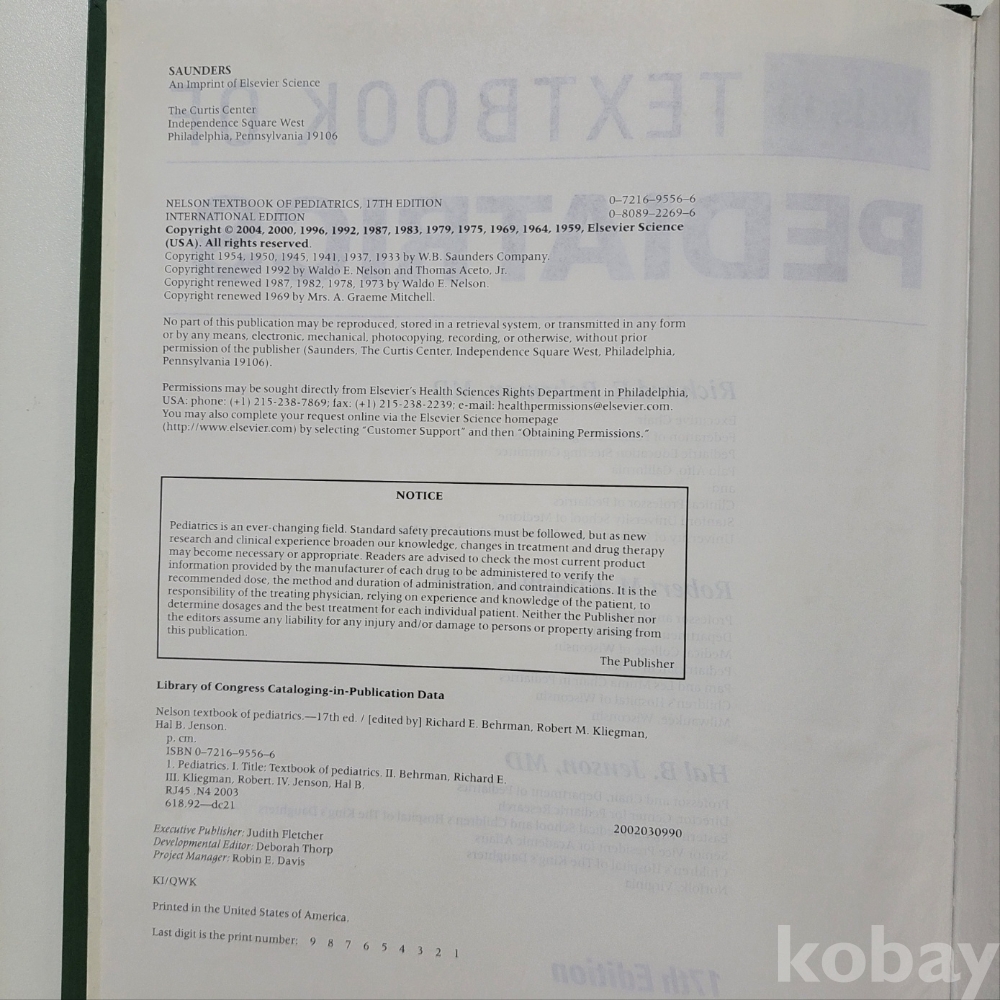 SAUNDERS
An Imprint of Elsevier Science
The Curtis Center
Independence Square West
Philadelphia, Pennsylvania 19106
NELSON TEXTBOOK OF PEDIATRICS, 17TH EDITION 0–7216–9556–6
INTERNATIONAL EDITION 0–8089–2269–6
Copyright © 2004, 2000, 1996, 1992, 1987, 1983, 1979, 1975, 1969, 1964, 1959, Elsevier Science
(USA). All rights reserved.
Copyright 1954, 1950, 1945, 1941, 1937, 1933 by W.B. Saunders Company.
Copyright renewed 1992 by Waldo E. Nelson and Thomas Aceto, Jr.
Copyright renewed 1987, 1982, 1978, 1973 by Waldo E. Nelson.
Copyright renewed 1969 by Mrs. A. Graeme Mitchell.
No part of this publication may be reproduced, stored in a retrieval system, or transmitted in any form
or by any means, electronic, mechanical, photocopying, recording, or otherwise, without prior
permission of the publisher (Saunders, The Curtis Center, Independence Square West, Philadelphia,
Pennsylvania 19106).
Permissions may be sought directly from Elsevier's Health Sciences Rights Department in Philadelphia,
USA: phone: (+1) 215-238-7869; fax: (+1) 215-238-2239; e-mail: healthpermissions@elsevier.com.
You may also complete your request online via the Elsevier Science homepage
(http://www.elsevier.com) by selecting "Customer Support" and then "Obtaining Permissions."
NOTICE
Pediatrics is an ever-changing field. Standard safety precautions must be followed, but as new
research and clinical experience broaden our knowledge, changes in treatment and drug therapy
may become necessary or appropriate. Readers are advised to check the most current product
information provided by the manufacturer of each drug to be administered to verify the
recommended dose, the method and duration of administration, and contraindications. It is the
responsibility of the treating physician, relying on experience and knowledge of the patient, to
determine dosages and the best treatment for each individual patient. Neither the Publisher nor
the editors assume any liability for any injury and/or damage to persons or property arising from
this publication.
The Publisher
Library of Congress Cataloging-in-Publication Data
Nelson textbook of pediatrics.—17th ed. / [edited by] Richard E. Behrman, Robert M. Kliegman,
Hal B. Jenson.
p. cm.
ISBN 0–7216–9556–6
1. Pediatrics. I. Title: Textbook of pediatrics. II. Behrman, Richard E.
III. Kliegman, Robert. IV. Jenson, Hal B.
RJ45 .N4 2003
618.92—dc21
2002030990
Executive Publisher: Judith Fletcher
Developmental Editor: Deborah Thorp
Project Manager: Robin E. Davis
KI/QWK
Printed in the United States of America.
Last digit is the print number: 9 8 7 6 5 4 3 2 1
kobay